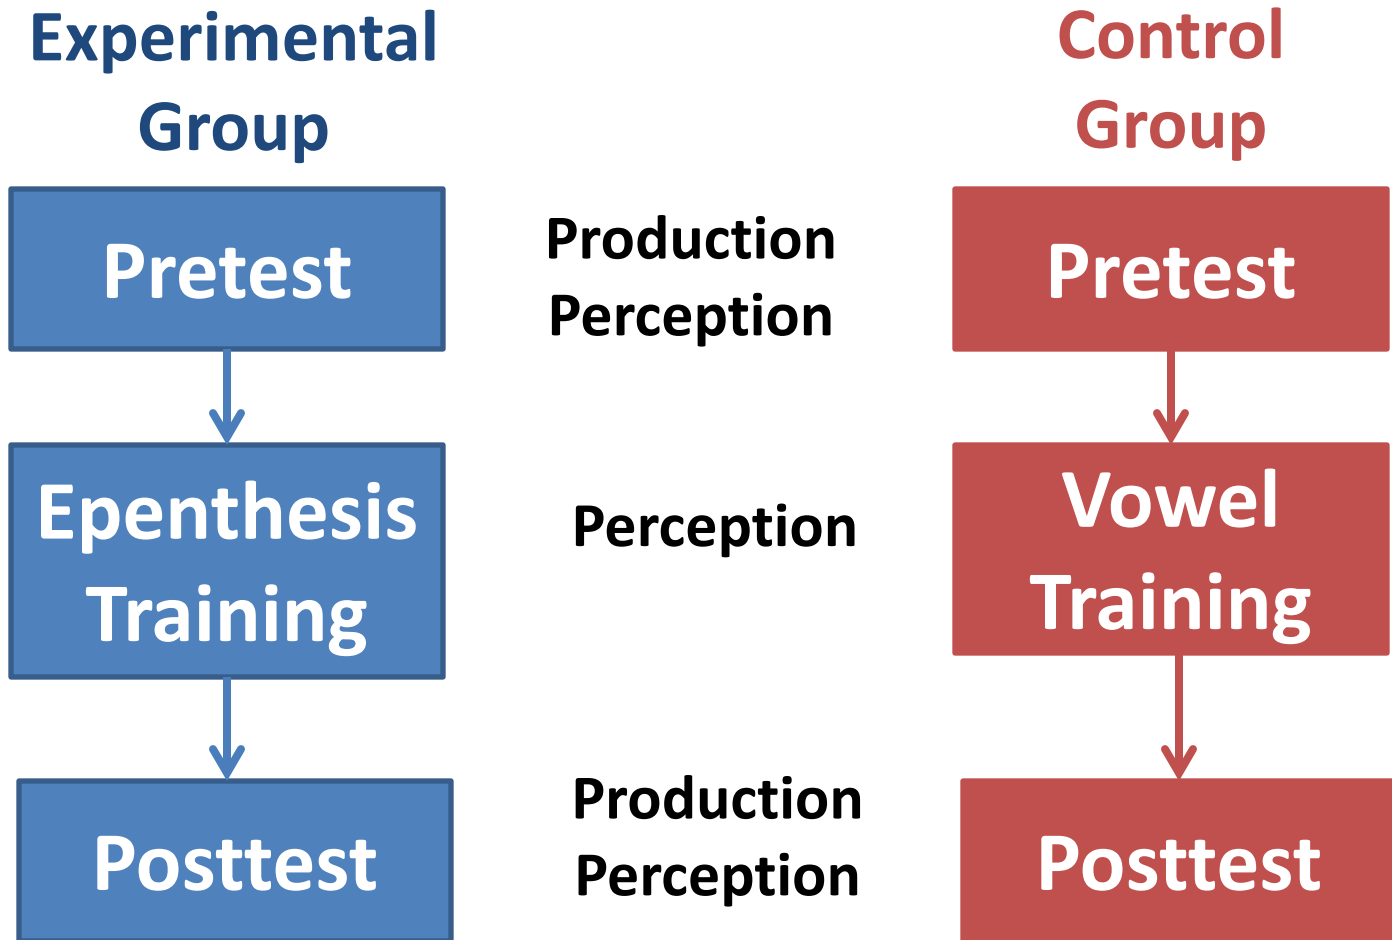 Experimental
Group
Control
Group
Pretest
Production
Perception
Pretest
Epenthesis
Training
Perception
Vowel
Training
Posttest
Production
Perception
Posttest